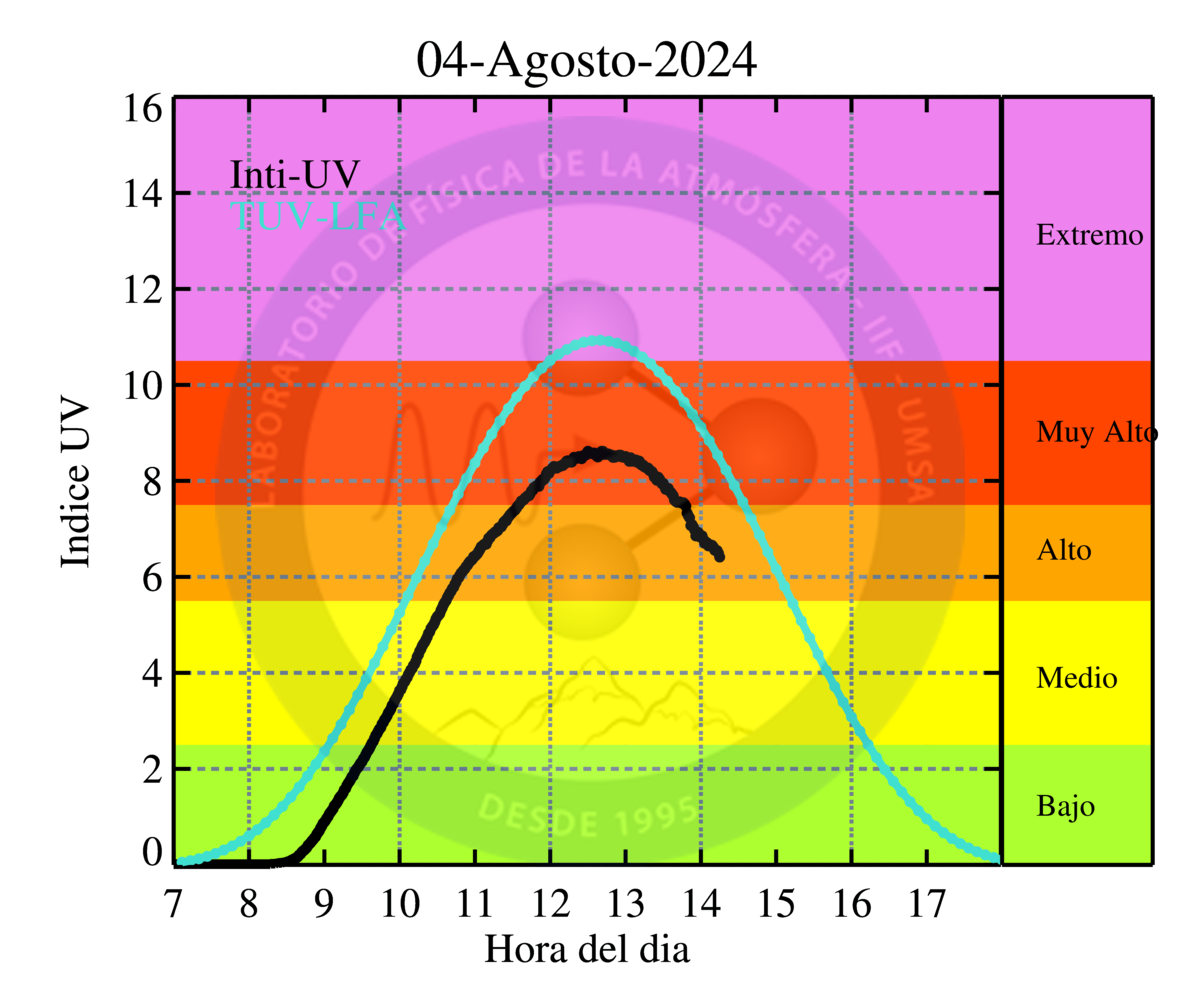 04-Agosto-2024
16
14
12
10
8
6
4
2
0
Indice UV
Inti-UV
TUV-LFA
LABORATORIO DE FÍSICA DE LA ATMÓSFERA - IIF - UMSA
DESDE 1995
Extremo
Muy Alto
Alto
Medio
Bajo
7 8 9 10 11 12 13 14 15 16 17
Hora del dia